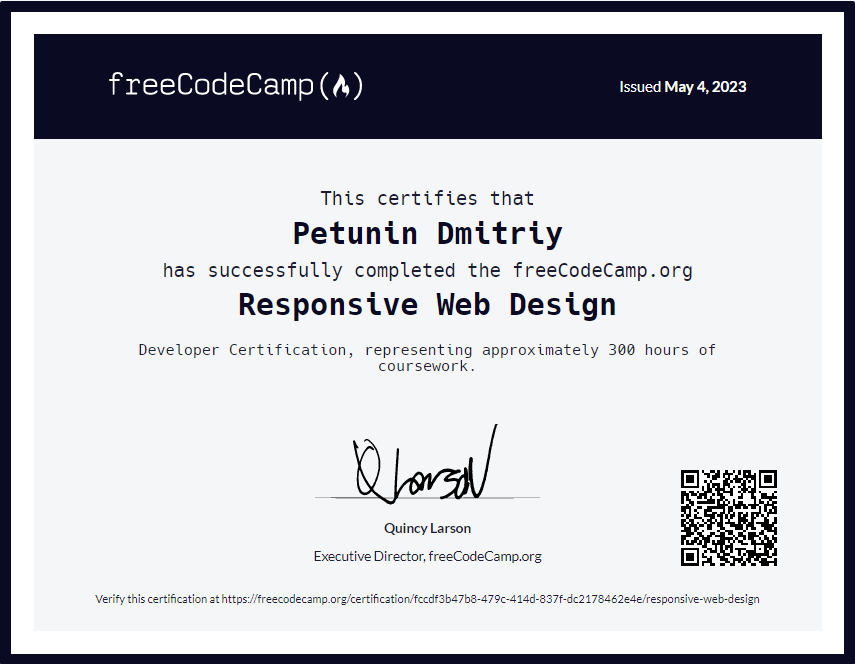 freeCodeCamp(🔥)
Issued May 4, 2023
This certifies that
Petunin Dmitriy
has successfully completed the freeCodeCamp.org
Responsive Web Design
Developer Certification, representing approximately 300 hours of
coursework.
Q Larson
Quincy Larson
Executive Director, freeCodeCamp.org
Verify this certification at https://freecodecamp.org/certification/fccdf3b47b8-479c-414d-837f-dc2178462e4e/responsive-web-design